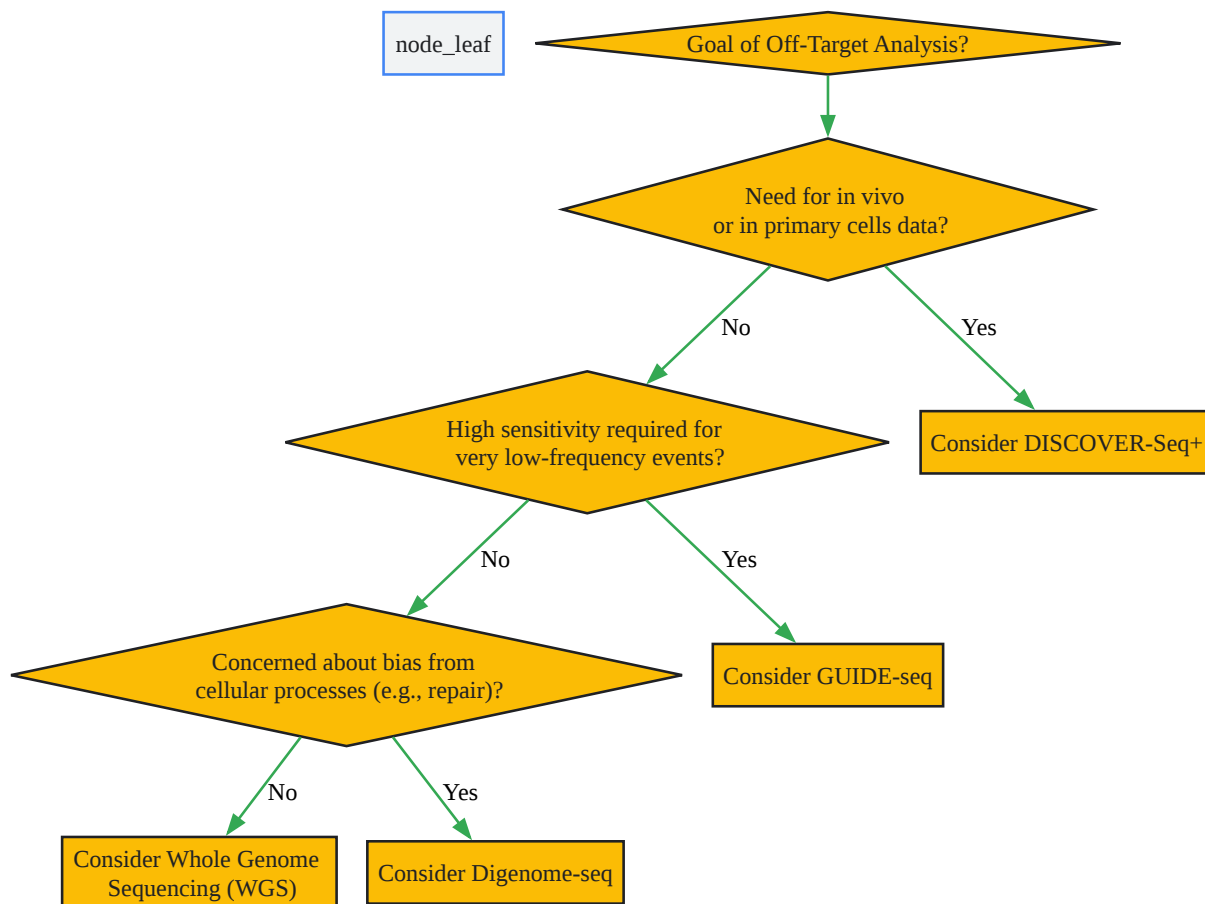 node_leaf
Goal of Off-Target Analysis?
Need for in vivo
or in primary cells data?
No
Yes
High sensitivity required for
very low-frequency events?
Consider DISCOVER-Seq+
No
Yes
Concerned about bias from
cellular processes (e.g., repair)?
Consider GUIDE-seq
No
Yes
Consider Whole Genome
Sequencing (WGS)
Consider Digenome-seq